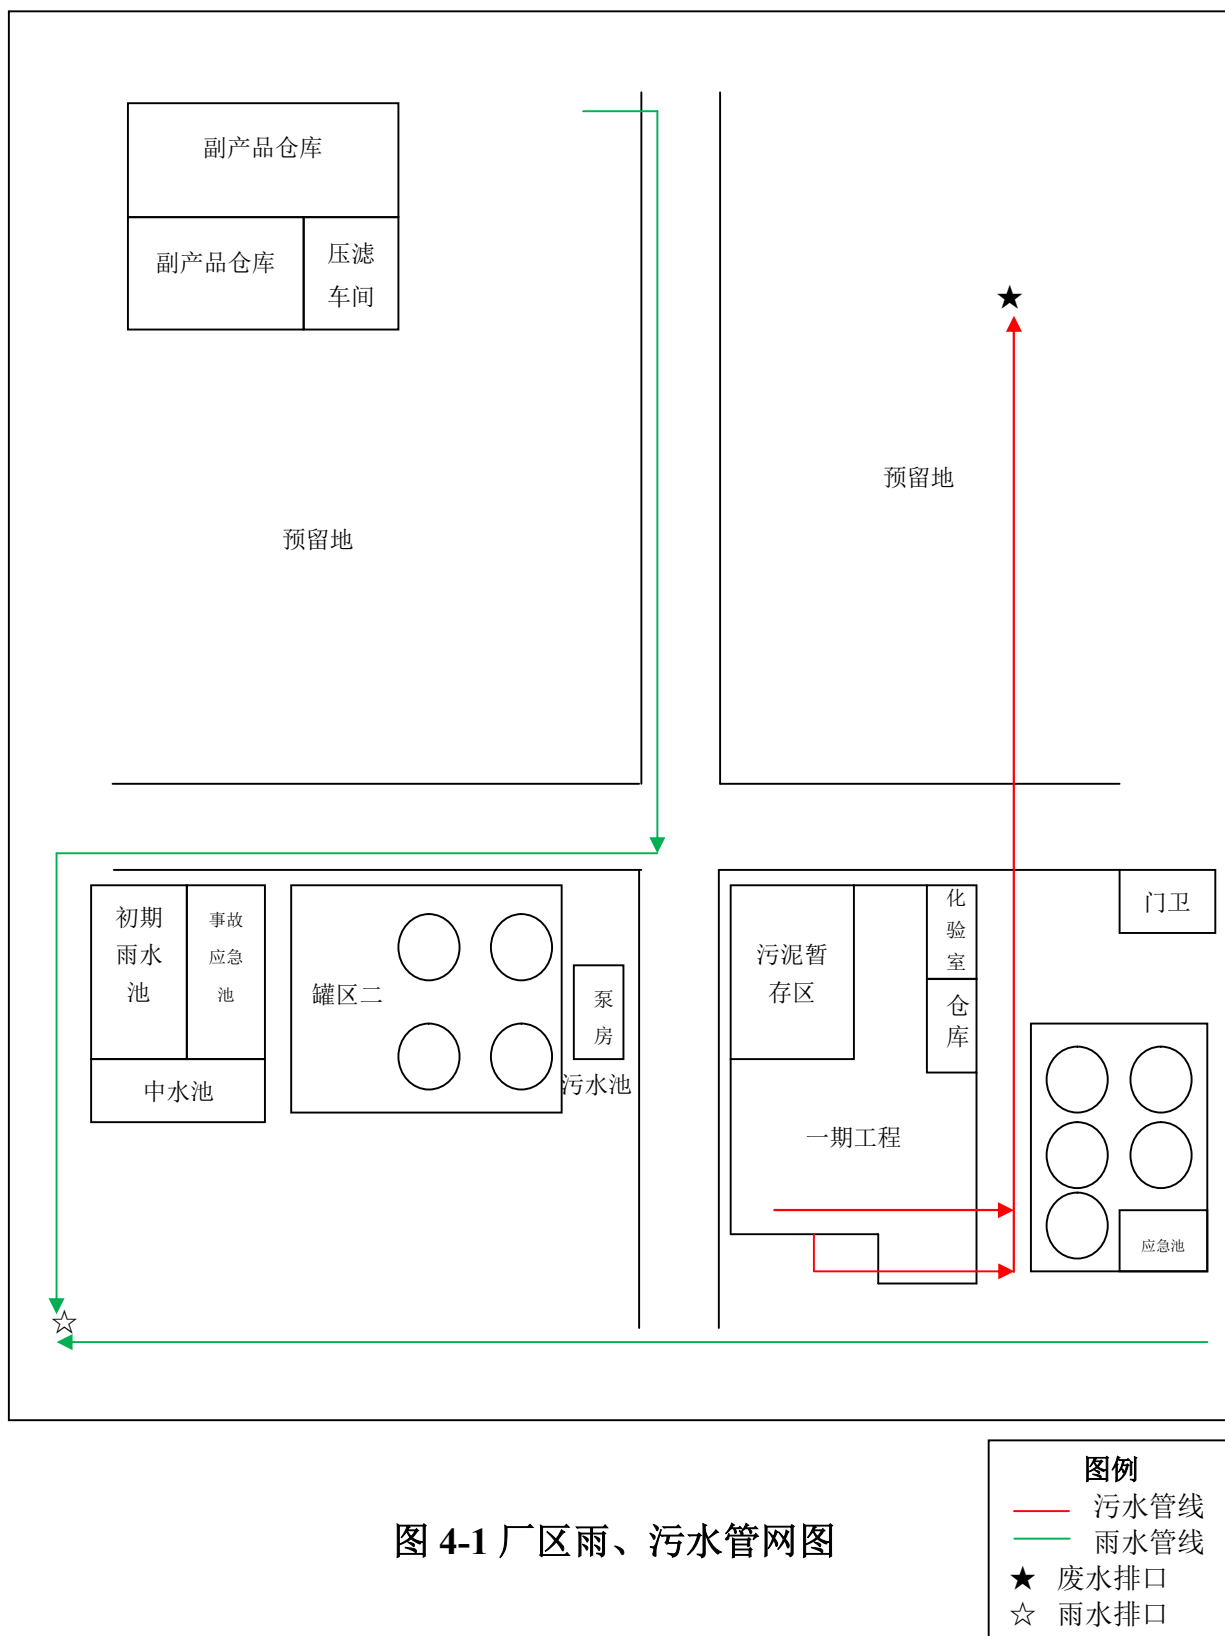 副产品仓库
副产品仓库
压滤
车间
预留地
预留地
初期
雨水
池
事故
应急
池
中水池
罐区二
泵
房
污水池
污泥暂
存区
化
验
室
仓
库
一期工程
门卫
应急池
图 4-1 厂区雨、污水管网图
图例
污水管线
雨水管线
★ 废水排口
☆ 雨水排口